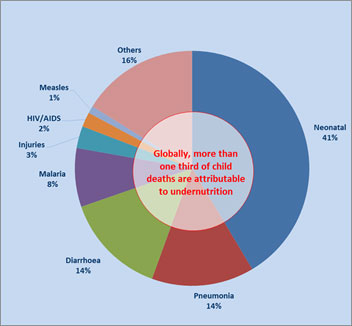 Others
16%
Measles
1%
HIV/AIDS
2%
Injuries
3%
Malaria
8%
Diarrhoea
14%
Pneumonia
14%
Neonatal
41%
Globally, more than
one third of child
deaths are attributable
to undernutrition